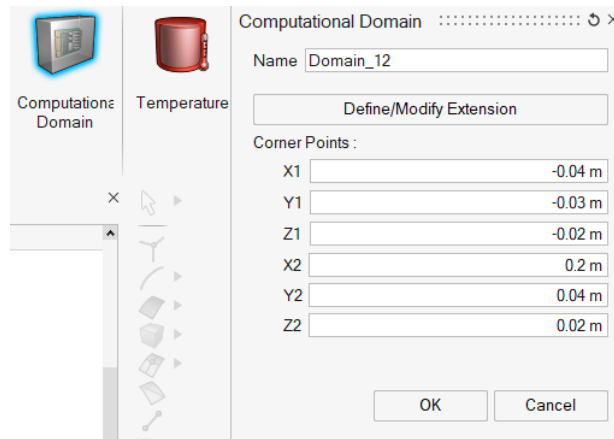 Computational Domain
Name Domain_12
Computationa
Domain
Temperature
Define/Modify Extension
Corner Points :
X1 -0.04 m
Y1 -0.03 m
Z1 -0.02 m
X2 0.2 m
Y2 0.04 m
Z2 0.02 m
OK Cancel